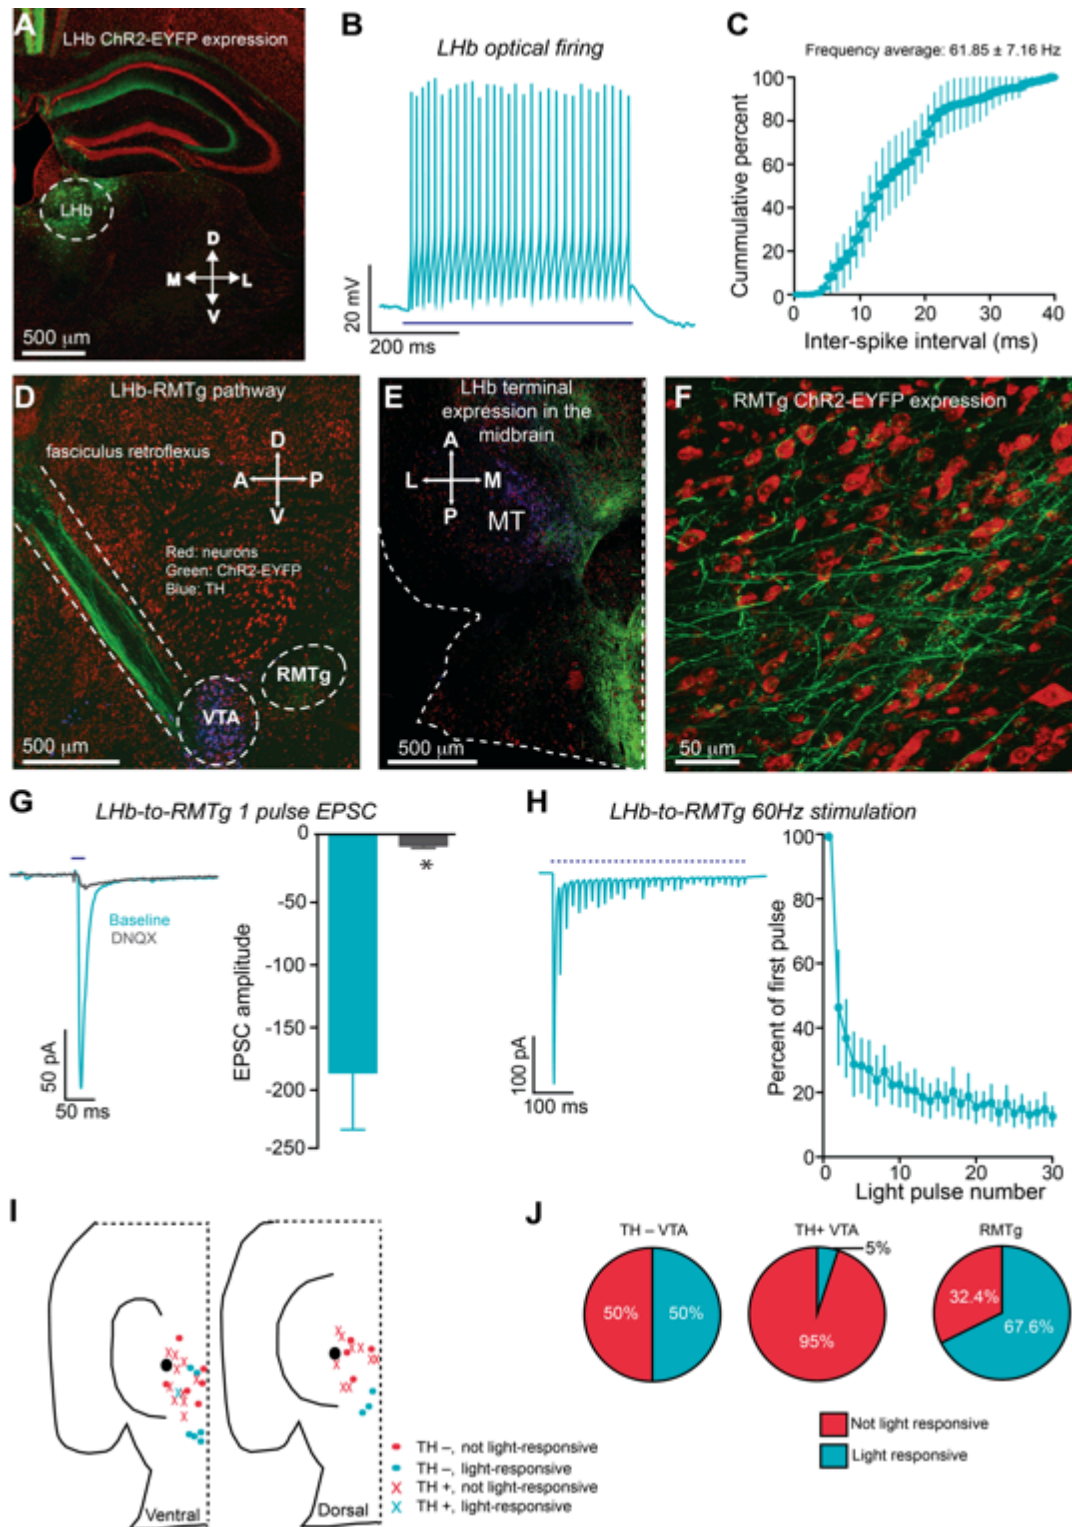 A
LHb ChR2-EYFP expression
LHb
D
M
L
V
500 µm
B
LHb optical firing
20 mV
200 ms
C
Frequency average: 61.85 ± 7.16 Hz
Cummulative percent
100
80
60
40
20
0
0
10
20
30
40
Inter-spike interval (ms)
D
LHb-RMTg pathway
fasciculus retroflexus
D
A
P
V
Red: neurons
Green: ChR2-EYFP
Blue: TH
RMTg
VTA
500 µm
E
LHb terminal
expression in the
midbrain
A
L
M
P
MT
500 µm
F
RMTg ChR2-EYFP expression
50 µm
G
LHb-to-RMTg 1 pulse EPSC
Baseline
DNQX
50 pA
50 ms
EPSC amplitude
0
-50
-100
-150
-200
-250
*
H
LHb-to-RMTg 60Hz stimulation
100 pA
100 ms
Percent of first pulse
100
80
60
40
20
0
0
10
20
30
Light pulse number
I
Ventral
Dorsal
TH –, not light-responsive
TH –, light-responsive
TH +, not light-responsive
TH +, light-responsive
J
TH – VTA
50%
50%
TH+ VTA
5%
95%
RMTg
32.4%
67.6%
Not light responsive
Light responsive